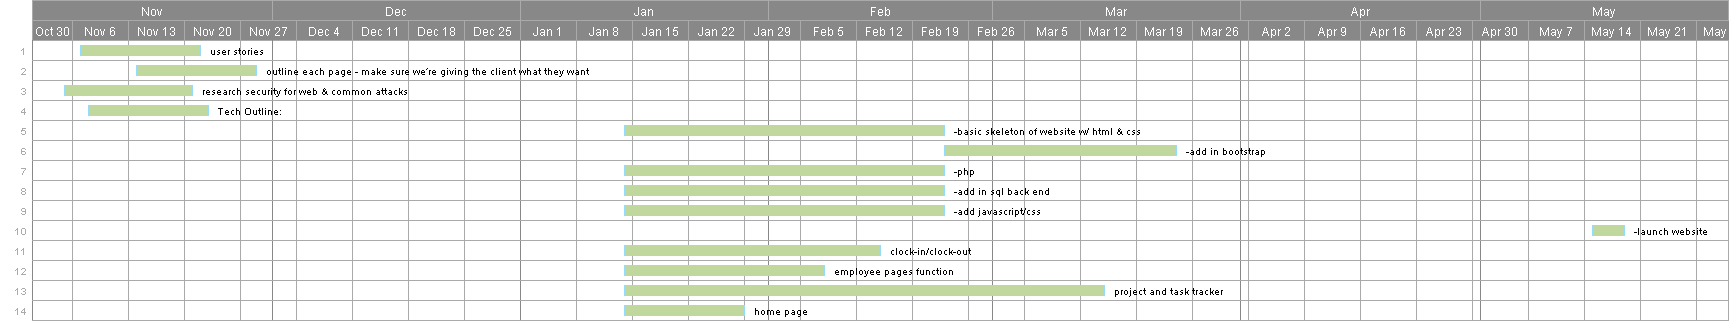 Nov Dec Jan Feb Mar Apr May
Oct 30 Nov 6 Nov 13 Nov 20 Nov 27 Dec 4 Dec 11 Dec 18 Dec 25 Jan 1 Jan 8 Jan 15 Jan 22 Jan 29 Feb 5 Feb 12 Feb 19 Feb 26 Mar 5 Mar 12 Mar 19 Mar 26 Apr 2 Apr 9 Apr 16 Apr 23 Apr 30 May 7 May 14 May 21 May
1 user stories
2 outline each page - make sure we're giving the client what they want
3 research security for web & common attacks
4 Tech Outline:
5 -basic skeleton of website w/ html & css
6 -add in bootstrap
7 -php
8 -add in sql back end
9 -add javascript/css
10 -launch website
11 clock-in/clock-out
12 employee pages function
13 project and task tracker
14 home page